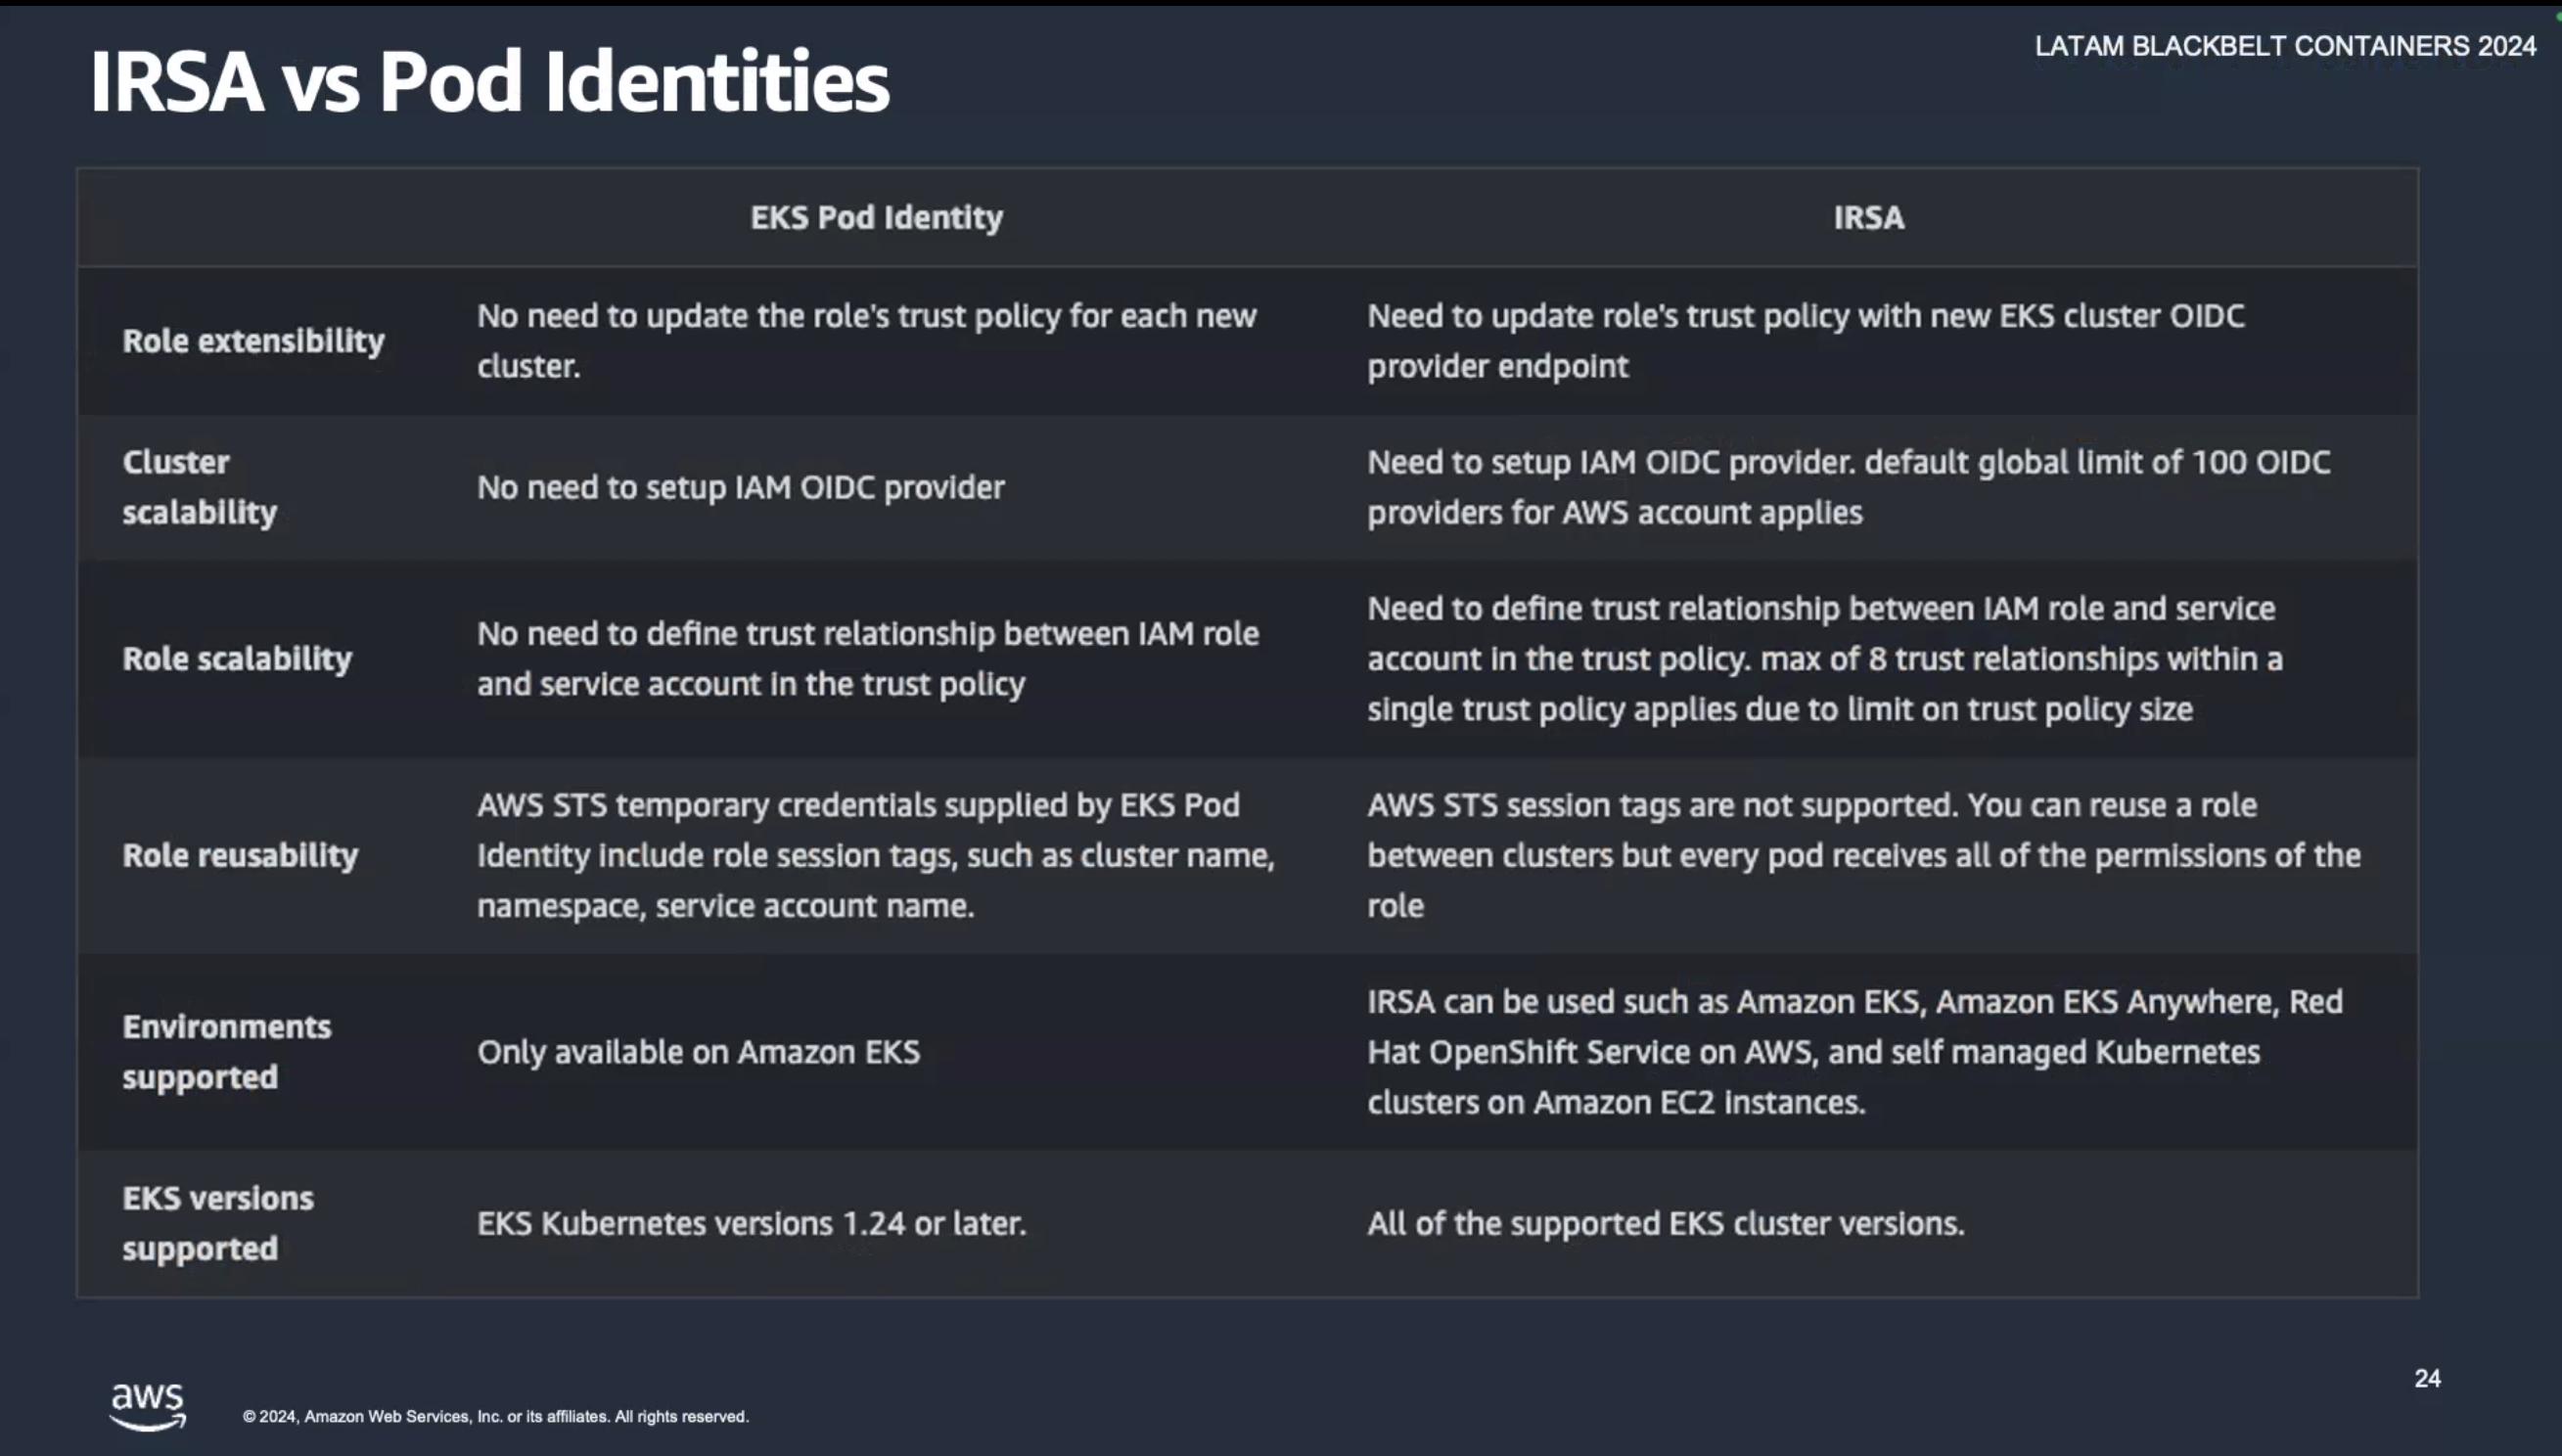 LATAM BLACKBELT CONTAINERS 2024
IRSA vs Pod Identities
EKS Pod Identity
IRSA
Role extensibility
No need to update the role's trust policy for each new
cluster.
Need to update role's trust policy with new EKS cluster OIDC
provider endpoint
Cluster
scalability
No need to setup IAM OIDC provider
Need to setup IAM OIDC provider. default global limit of 100 OIDC
providers for AWS account applies
Role scalability
No need to define trust relationship between IAM role
and service account in the trust policy
Need to define trust relationship between IAM role and service
account in the trust policy. max of 8 trust relationships within a
single trust policy applies due to limit on trust policy size
Role reusability
AWS STS temporary credentials supplied by EKS Pod
Identity include role session tags, such as cluster name,
namespace, service account name.
AWS STS session tags are not supported. You can reuse a role
between clusters but every pod receives all of the permissions of the
role
Environments
supported
Only available on Amazon EKS
IRSA can be used such as Amazon EKS, Amazon EKS Anywhere, Red
Hat OpenShift Service on AWS, and self managed Kubernetes
clusters on Amazon EC2 instances.
EKS versions
supported
EKS Kubernetes versions 1.24 or later.
All of the supported EKS cluster versions.
aws
© 2024, Amazon Web Services, Inc. or its affiliates. All rights reserved.
24